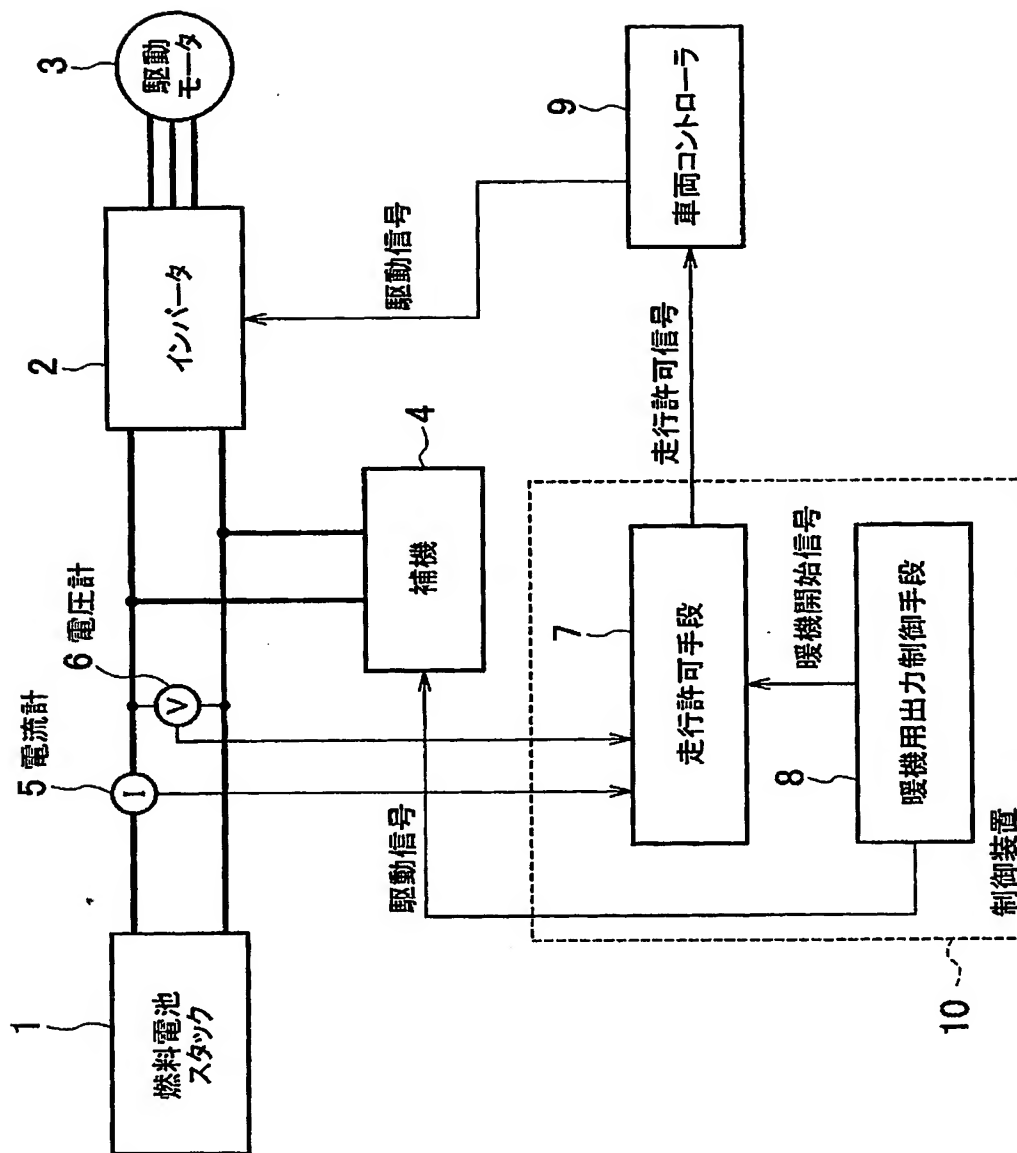 1
燃料電池
スタック
5 電流計
I
6 電圧計
V
2
インバータ
3
駆動
モータ
駆動信号
4
補機
駆動信号
9
車両コントローラ
走行許可信号
7
走行許可手段
暖機開始信号
8
暖機用出力制御手段
制御装置
10